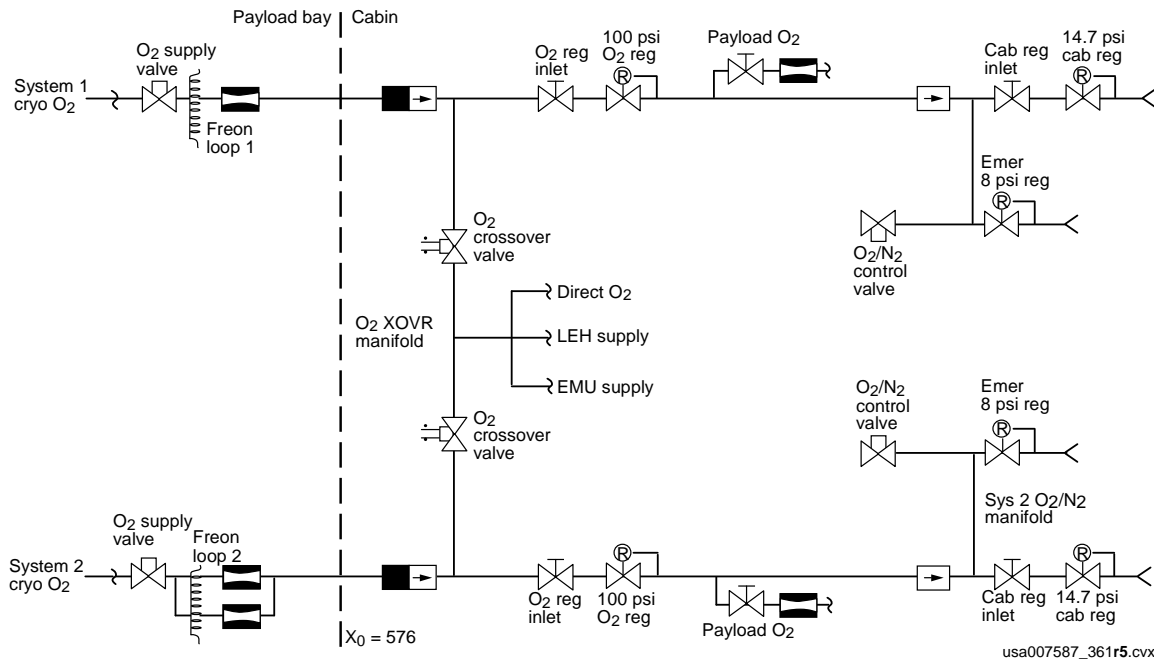 Payload bay
Cabin
O2 supply
valve
System 1
cryo O2
Freon
loop 1
O2 reg
inlet
100 psi
O2 reg
R
Payload O2
Cab reg
inlet
14.7 psi
cab reg
R
Emer
8 psi reg
R
O2/N2
control
valve
O2
crossover
valve
O2 XOVR
manifold
Direct O2
LEH supply
EMU supply
O2
crossover
valve
O2/N2
control
valve
Emer
8 psi reg
R
Sys 2 O2/N2
manifold
O2 supply
valve
Freon
loop 2
System 2
cryo O2
R
O2 reg
inlet
100 psi
O2 reg
Payload O2
R
Cab reg
inlet
14.7 psi
cab reg
X0 = 576
usa007587_361r5.cvx